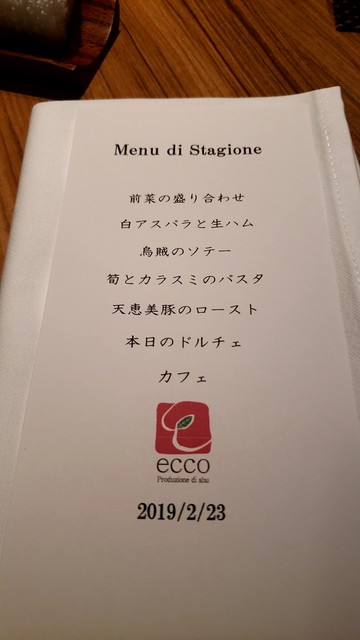 Menu di Stagione
前菜の盛り合わせ
白アスパラと生ハム
烏賊のソテー
筍とカラスミのパスタ
天恵美豚のロースト
本日のドルチェ
カフェ
ecco
Produzione di shu
2019/2/23